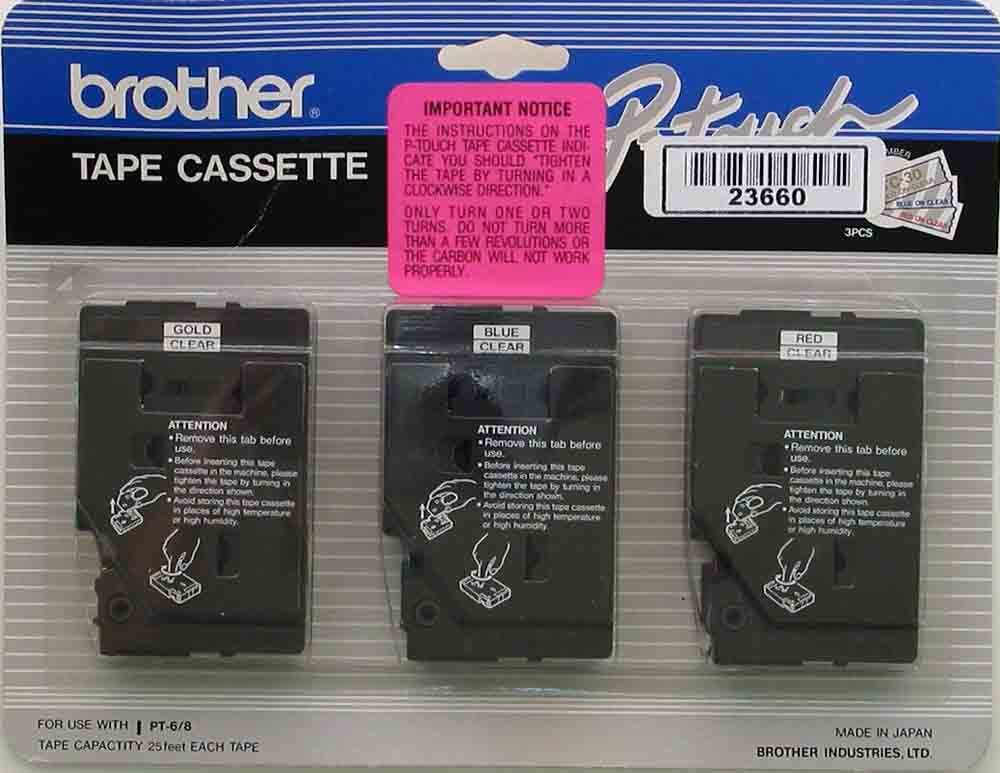 brother®
TAPE CASSETTE
IMPORTANT NOTICE
THE INSTRUCTIONS ON THE
P-TOUCH TAPE CASSETTE INDI-
CATE YOU SHOULD "TIGHTEN
THE TAPE BY TURNING IN A
CLOCKWISE DIRECTION."
ONLY TURN ONE OR TWO
TURNS. DO NOT TURN MORE
THAN A FEW REVOLUTIONS OR
THE CARBON WILL NOT WORK
PROPERLY.
P-touch
23660
C-30
BLUE ON CLEAR
RED ON CLEAR
3PCS
GOLD
CLEAR
ATTENTION
• Remove this tab before
use.
• Before inserting this tape
cassette in the machine, please
tighten the tape by turning in
the direction shown.
• Avoid storing this tape cassette
in places of high temperature
or high humidity.
BLUE
CLEAR
ATTENTION
• Remove this tab before
use.
• Before inserting this tape
cassette in the machine, please
tighten the tape by turning in
the direction shown.
• Avoid storing this tape cassette
in places of high temperature
or high humidity.
RED
CLEAR
ATTENTION
• Remove this tab before
use.
• Before inserting this tape
cassette in the machine, please
tighten the tape by turning in
the direction shown.
• Avoid storing this tape cassette
in places of high temperature
or high humidity.
FOR USE WITH PT-6/8
TAPE CAPACTITY 25feet EACH TAPE
MADE IN JAPAN
BROTHER INDUSTRIES, LTD.